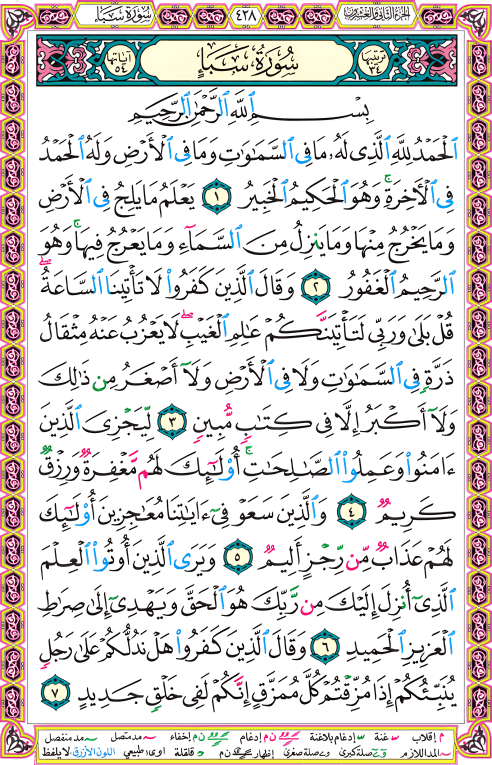 سُورَةُ سَبَإٍ
٤٢٨
الجزء الثاني والعشرون
ترتيبها ٣٤
سُورَةُ سَبَإٍ
آياتها ٥٤
بِسْمِ ٱللَّهِ ٱلرَّحْمَٰنِ ٱلرَّحِيمِ
ٱلْحَمْدُ لِلَّهِ ٱلَّذِى لَهُۥ مَا فِى ٱلسَّمَٰوَٰتِ وَمَا فِى ٱلْأَرْضِ وَلَهُ ٱلْحَمْدُ
فِى ٱلْءَاخِرَةِ ۚ وَهُوَ ٱلْحَكِيمُ ٱلْخَبِيرُ ١ يَعْلَمُ مَا يَلِجُ فِى ٱلْأَرْضِ
وَمَا يَخْرُجُ مِنْهَا وَمَا يَنزِلُ مِنَ ٱلسَّمَآءِ وَمَا يَعْرُجُ فِيهَا ۚ وَهُوَ
ٱلرَّحِيمُ ٱلْغَفُورُ ٢ وَقَالَ ٱلَّذِينَ كَفَرُوا۟ لَا تَأْتِينَا ٱلسَّاعَةُ ۖ
قُلْ بَلَىٰ وَرَبِّى لَتَأْتِيَنَّكُمْ عَٰلِمِ ٱلْغَيْبِ ۖ لَا يَعْزُبُ عَنْهُ مِثْقَالُ
ذَرَّةٍ فِى ٱلسَّمَٰوَٰتِ وَلَا فِى ٱلْأَرْضِ وَلَآ أَصْغَرُ مِن ذَٰلِكَ
وَلَآ أَكْبَرُ إِلَّا فِى كِتَٰبٍ مُّبِينٍ ٣ لِّيَجْزِىَ ٱلَّذِينَ
ءَامَنُوا۟ وَعَمِلُوا۟ ٱلصَّٰلِحَٰتِ ۚ أُو۟لَٰٓئِكَ لَهُم مَّغْفِرَةٌ وَرِزْقٌ
كَرِيمٌ ٤ وَٱلَّذِينَ سَعَوْ فِىٓ ءَايَٰتِنَا مُعَٰجِزِينَ أُو۟لَٰٓئِكَ
لَهُمْ عَذَابٌ مِّن رِّجْزٍ أَلِيمٌ ٥ وَيَرَى ٱلَّذِينَ أُوتُوا۟ ٱلْعِلْمَ
ٱلَّذِىٓ أُنزِلَ إِلَيْكَ مِن رَّبِّكَ هُوَ ٱلْحَقَّ وَيَهْدِىٓ إِلَىٰ صِرَٰطِ
ٱلْعَزِيزِ ٱلْحَمِيدِ ٦ وَقَالَ ٱلَّذِينَ كَفَرُوا۟ هَلْ نَدُلُّكُمْ عَلَىٰ رَجُلٍ
يُنَبِّئُكُمْ إِذَا مُزِّقْتُمْ كُلَّ مُمَزَّقٍ إِنَّكُمْ لَفِى خَلْقٍ جَدِيدٍ ٧
م إقلاب س غنة س إدغام بلاغنة ن م إدغام ن م إخفاء مد متصل مد منفصل
المد اللازم صلة كبرى صلة صغرى إظهار ن م قلقلة اوى: طبيعي اللون الأزرق: لا يلفظ